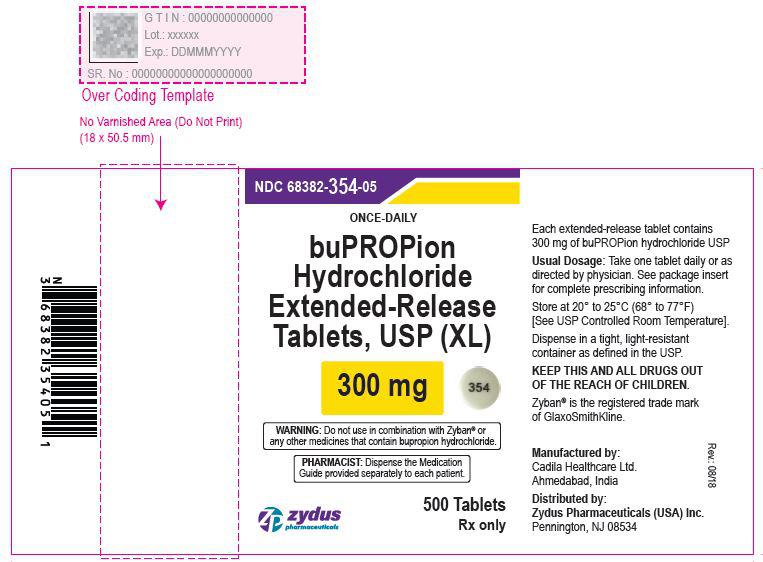 G T I N : 00000000000000
Lot.: xxxxxx
Exp.: DDMMMYYYY
SR. No : 00000000000000000000
Over Coding Template
No Varnished Area (Do Not Print)
(18 x 50.5 mm)
N
3 68382 35405 1
NDC 68382-354-05
ONCE-DAILY
buPROPion
Hydrochloride
Extended-Release
Tablets, USP (XL)
300 mg
354
WARNING: Do not use in combination with Zyban® or
any other medicines that contain bupropion hydrochloride.
PHARMACIST: Dispense the Medication
Guide provided separately to each patient.
zydus
pharmaceuticals
500 Tablets
Rx only
Each extended-release tablet contains
300 mg of buPROPion hydrochloride USP
Usual Dosage: Take one tablet daily or as
directed by physician. See package insert
for complete prescribing information.
Store at 20° to 25°C (68° to 77°F)
[See USP Controlled Room Temperature].
Dispense in a tight, light-resistant
container as defined in the USP.
KEEP THIS AND ALL DRUGS OUT
OF THE REACH OF CHILDREN.
Zyban® is the registered trade mark
of GlaxoSmithKline.
Manufactured by:
Cadila Healthcare Ltd.
Ahmedabad, India
Distributed by:
Zydus Pharmaceuticals (USA) Inc.
Pennington, NJ 08534
Rev.: 08/18